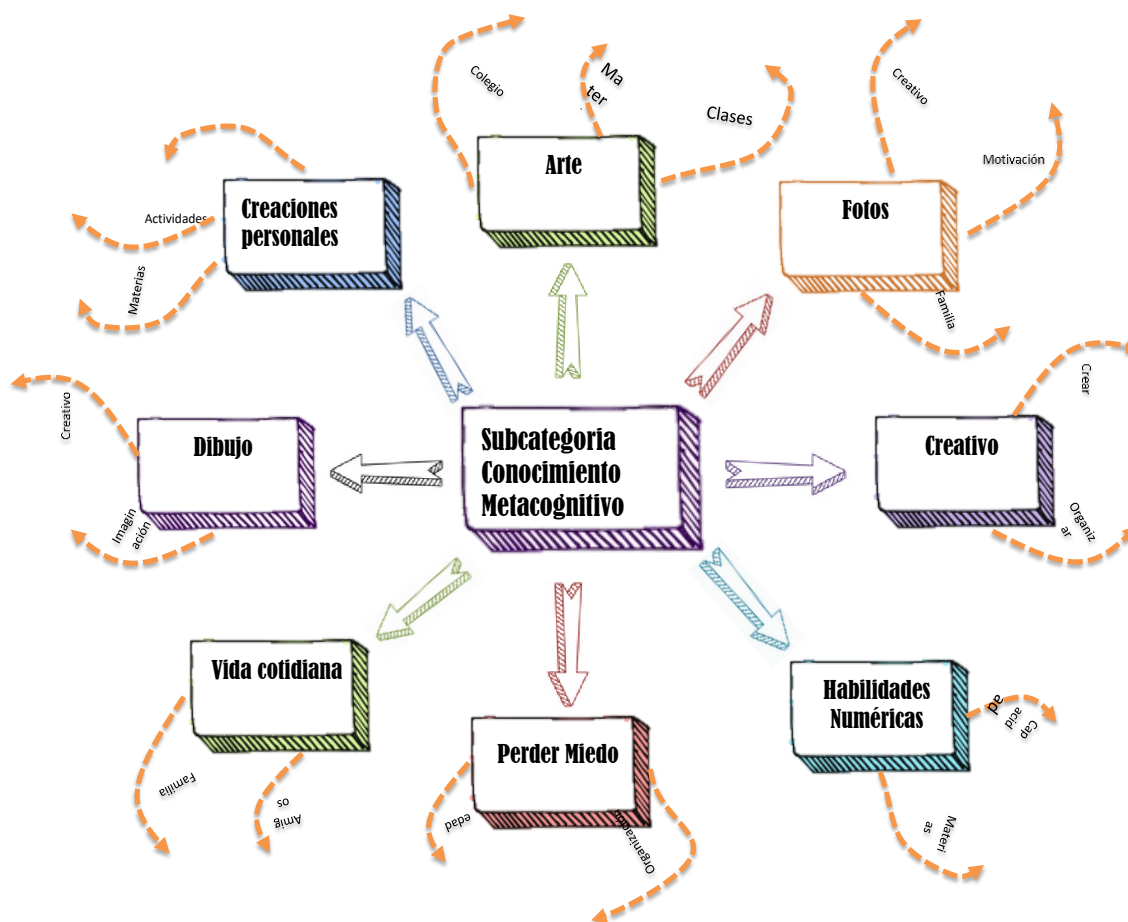 Colegio
Ma
ter
Clases
Creativo
Motivación
Familia
Arte
Fotos
Creaciones
personales
Actividades
Materias
Creativo
Dibujo
Imagin
ación
Subcategoria
Conocimiento
Metacognitivo
Crear
Creativo
Organiz
ar
Vida cotidiana
Familia
Amig
os
Perder Miedo
edad
Organización
Habilidades
Numéricas
Cap
acid
ad
Materi
as